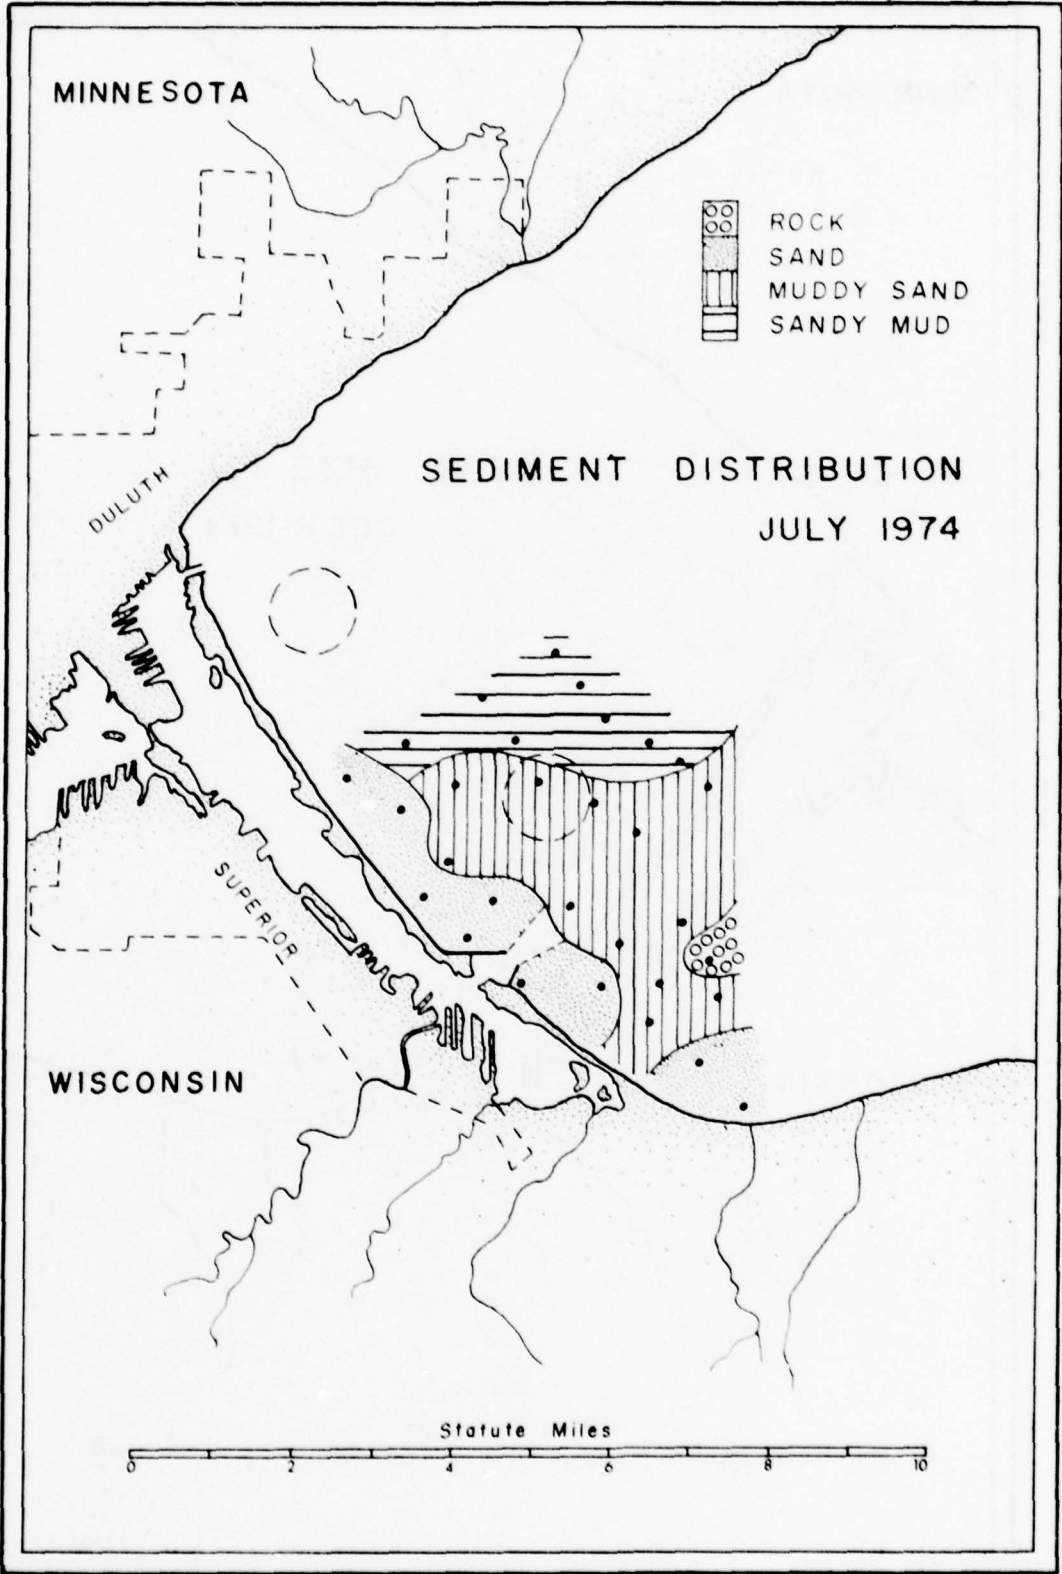 MINNESOTA
ROCK
SAND
MUDDY SAND
SANDY MUD
SEDIMENT DISTRIBUTION
JULY 1974
DULUTH
SUPERIOR
WISCONSIN
Statute Miles
0 2 4 6 8 10